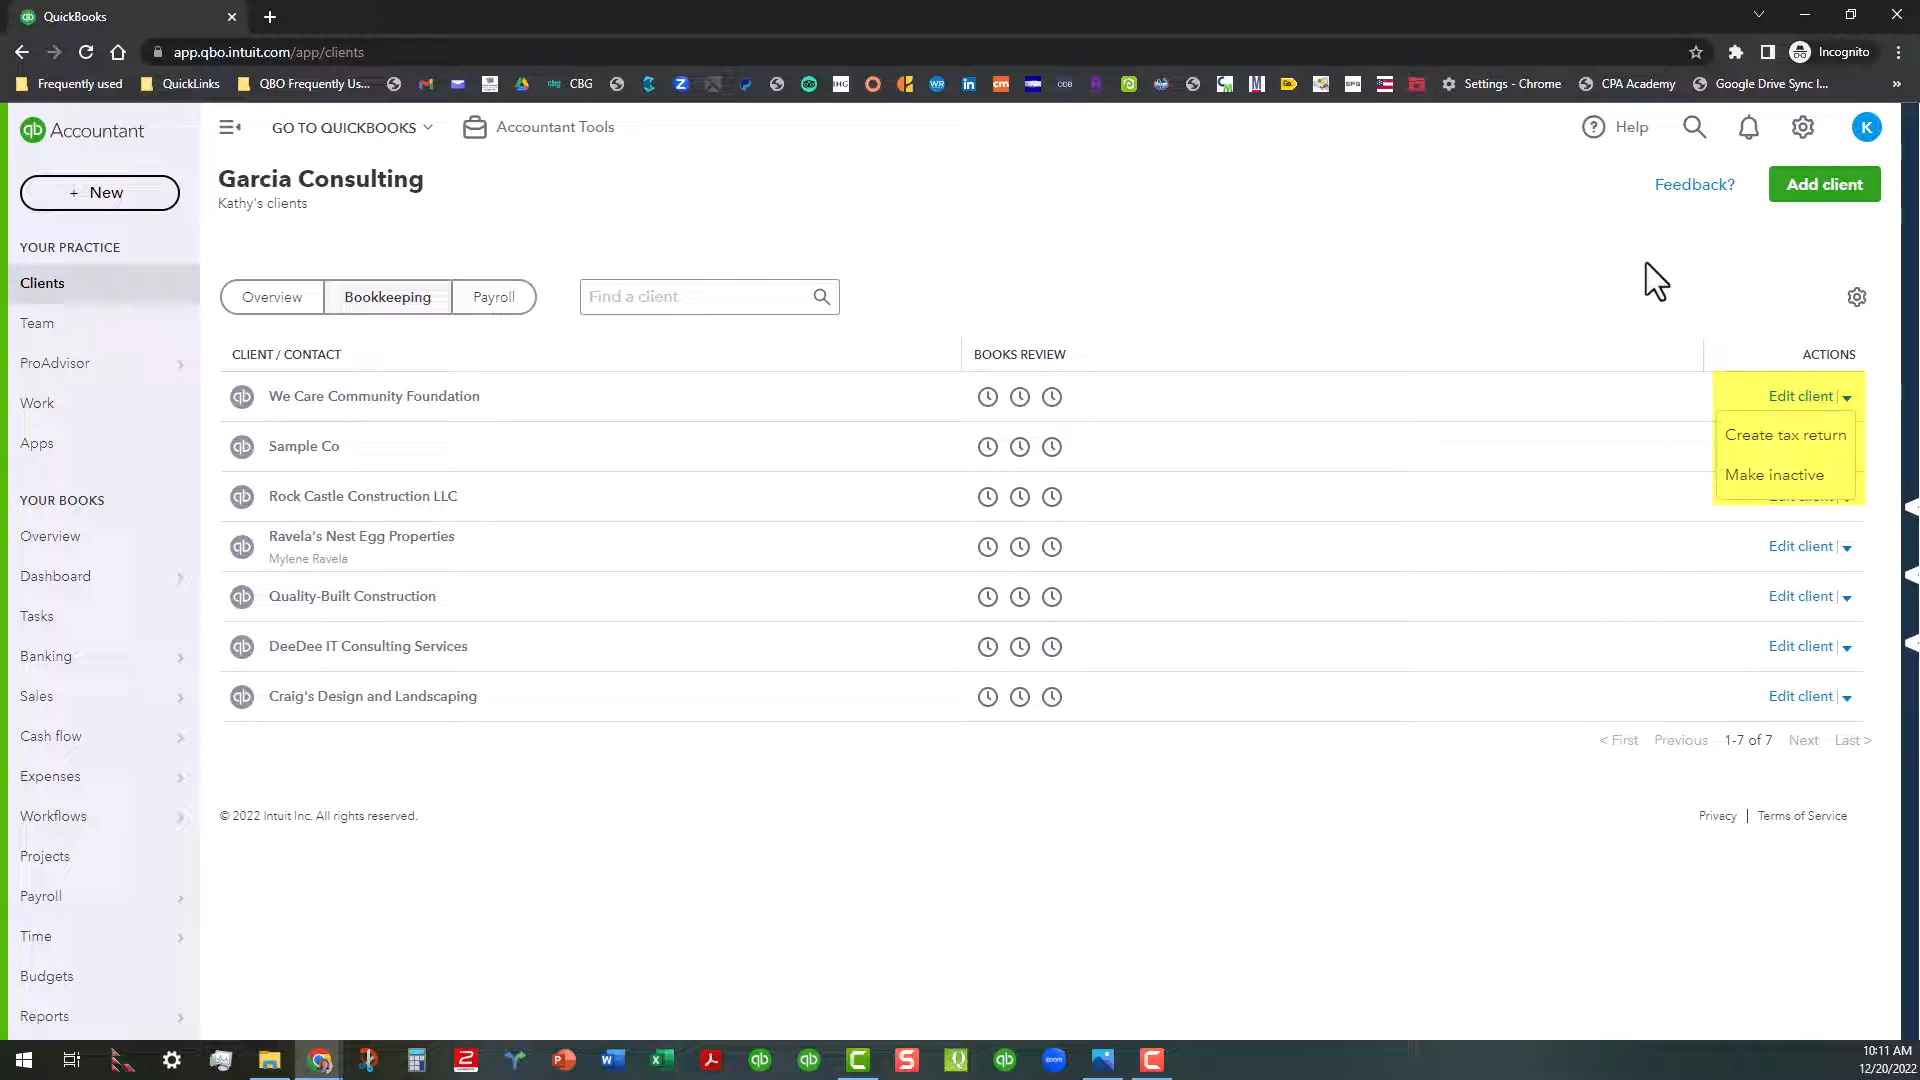 QuickBooks
app.qbo.intuit.com/app/clients
Incognito
Frequently used
QuickLinks
QBO Frequently Us...
CBG
Settings - Chrome
CPA Academy
Google Drive Sync I...
qb Accountant
GO TO QUICKBOOKS
Accountant Tools
Help
K
+ New
Garcia Consulting
Kathy's clients
Feedback?
Add client
YOUR PRACTICE
Clients
Team
ProAdvisor
Work
Apps
YOUR BOOKS
Overview
Dashboard
Tasks
Banking
Sales
Cash flow
Expenses
Workflows
Projects
Payroll
Time
Budgets
Reports
Overview
Bookkeeping
Payroll
Find a client
CLIENT / CONTACT
BOOKS REVIEW
ACTIONS
We Care Community Foundation
Edit client
Create tax return
Make inactive
Sample Co
Rock Castle Construction LLC
Edit client
Ravela's Nest Egg Properties
Mylene Ravela
Edit client
Quality-Built Construction
Edit client
DeeDee IT Consulting Services
Edit client
Craig's Design and Landscaping
Edit client
< First Previous 1-7 of 7 Next Last >
© 2022 Intuit Inc. All rights reserved.
Privacy | Terms of Service
10:11 AM
12/20/2022